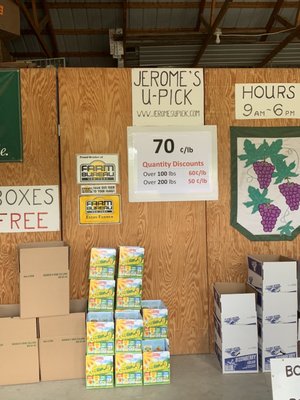 JEROME'S
U-PICK
WWW.JEROMESUPICK.COM
HOURS
9AM-6PM
70 ¢/lb
Quantity Discounts
Over 100 lbs 60¢/lb
Over 200 lbs 50 ¢/lb
FARM
BUREAU
FARM
BUREAU
BOXES
FREE
BO